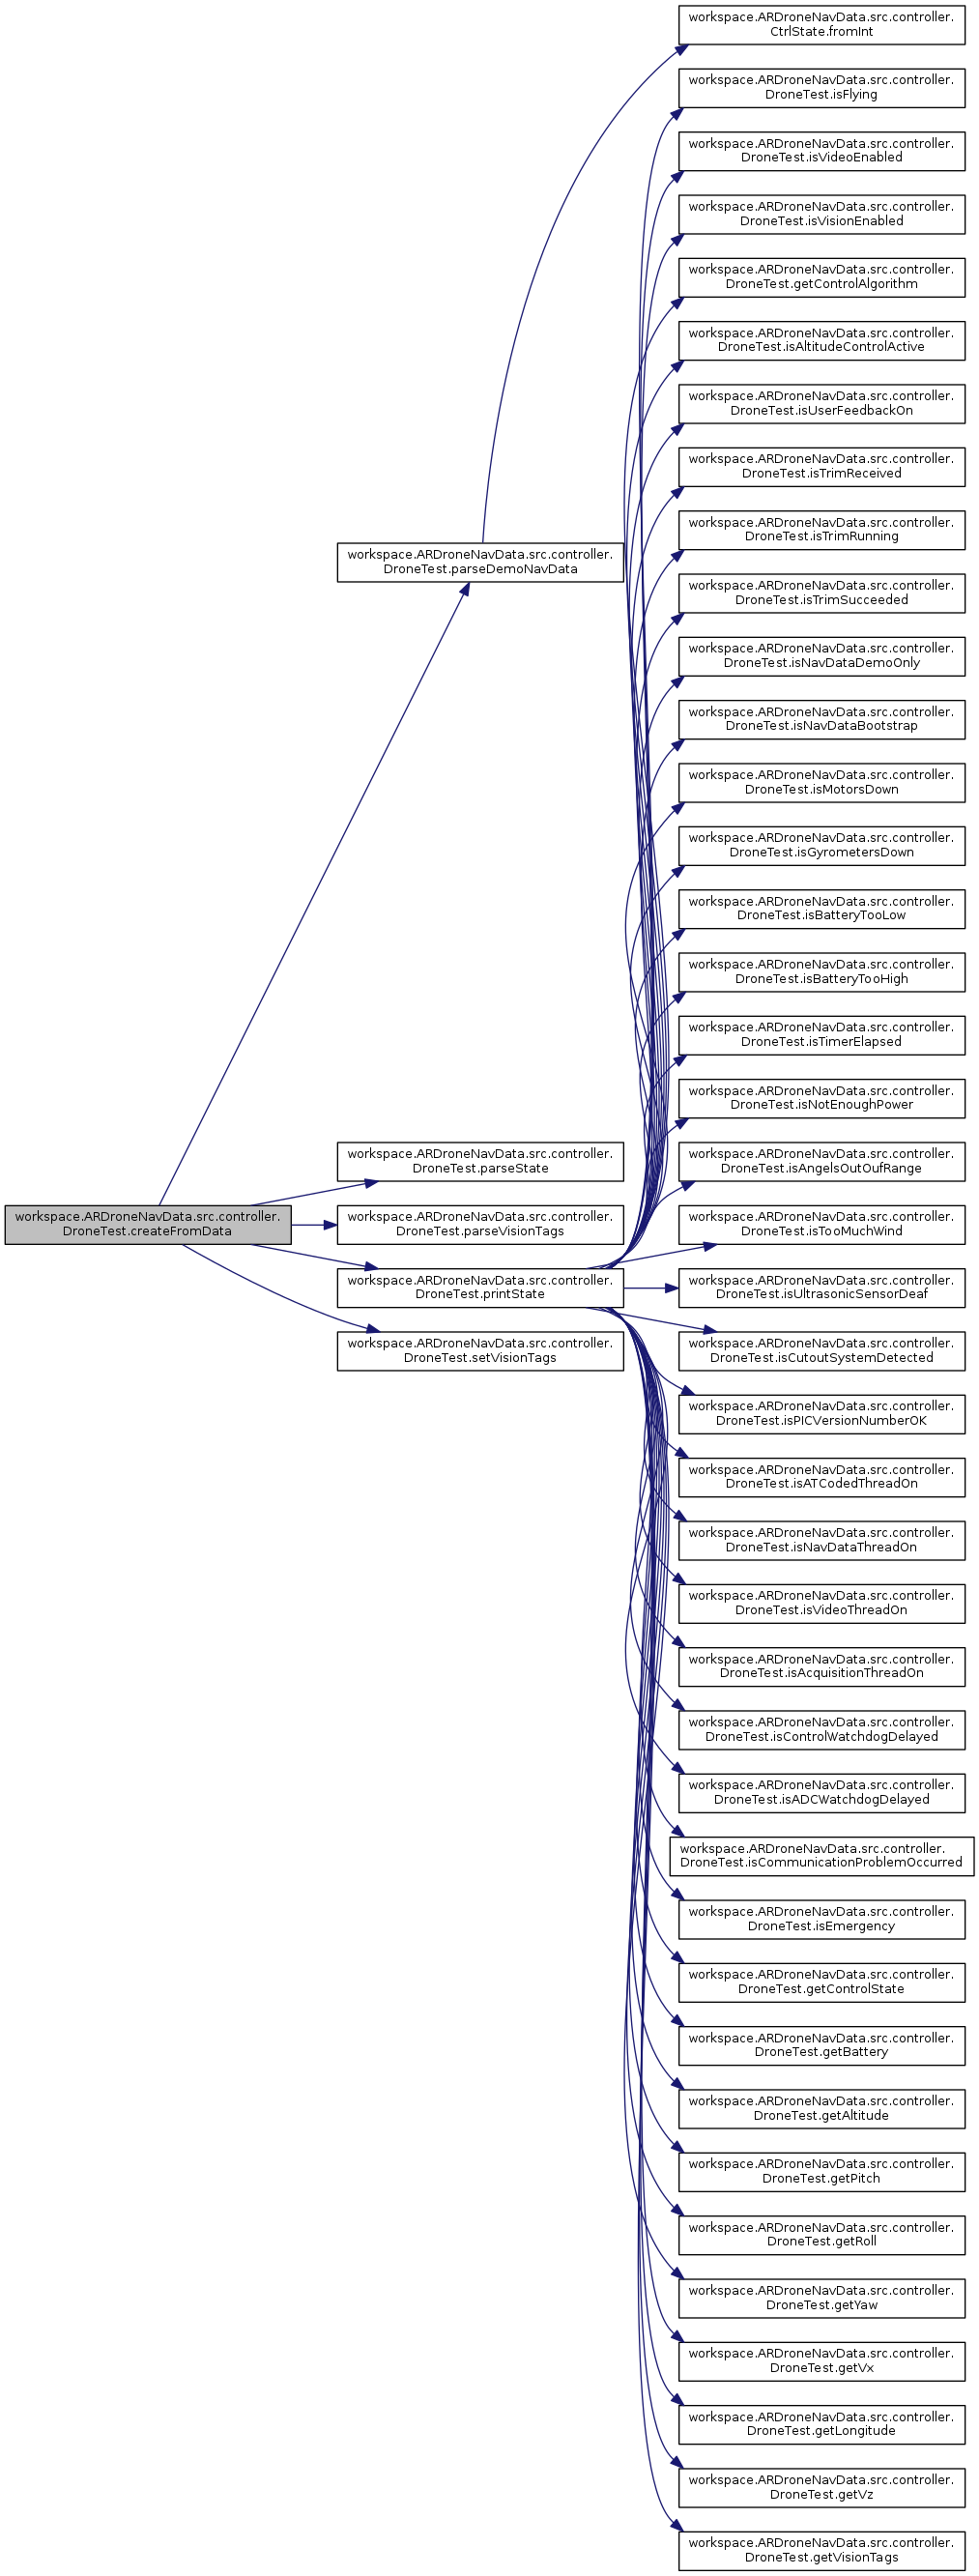 workspace.ARDroneNavData.src.controller.
DroneTest.createFromData
workspace.ARDroneNavData.src.controller.
DroneTest.parseDemoNavData
workspace.ARDroneNavData.src.controller.
DroneTest.parseState
workspace.ARDroneNavData.src.controller.
DroneTest.parseVisionTags
workspace.ARDroneNavData.src.controller.
DroneTest.printState
workspace.ARDroneNavData.src.controller.
DroneTest.setVisionTags
workspace.ARDroneNavData.src.controller.
CtrlState.fromInt
workspace.ARDroneNavData.src.controller.
DroneTest.isFlying
workspace.ARDroneNavData.src.controller.
DroneTest.isVideoEnabled
workspace.ARDroneNavData.src.controller.
DroneTest.isVisionEnabled
workspace.ARDroneNavData.src.controller.
DroneTest.getControlAlgorithm
workspace.ARDroneNavData.src.controller.
DroneTest.isAltitudeControlActive
workspace.ARDroneNavData.src.controller.
DroneTest.isUserFeedbackOn
workspace.ARDroneNavData.src.controller.
DroneTest.isTrimReceived
workspace.ARDroneNavData.src.controller.
DroneTest.isTrimRunning
workspace.ARDroneNavData.src.controller.
DroneTest.isTrimSucceeded
workspace.ARDroneNavData.src.controller.
DroneTest.isNavDataDemoOnly
workspace.ARDroneNavData.src.controller.
DroneTest.isNavDataBootstrap
workspace.ARDroneNavData.src.controller.
DroneTest.isMotorsDown
workspace.ARDroneNavData.src.controller.
DroneTest.isGyrometersDown
workspace.ARDroneNavData.src.controller.
DroneTest.isBatteryTooLow
workspace.ARDroneNavData.src.controller.
DroneTest.isBatteryTooHigh
workspace.ARDroneNavData.src.controller.
DroneTest.isTimerElapsed
workspace.ARDroneNavData.src.controller.
DroneTest.isNotEnoughPower
workspace.ARDroneNavData.src.controller.
DroneTest.isAngelsOutOufRange
workspace.ARDroneNavData.src.controller.
DroneTest.isTooMuchWind
workspace.ARDroneNavData.src.controller.
DroneTest.isUltrasonicSensorDeaf
workspace.ARDroneNavData.src.controller.
DroneTest.isCutoutSystemDetected
workspace.ARDroneNavData.src.controller.
DroneTest.isPICVersionNumberOK
workspace.ARDroneNavData.src.controller.
DroneTest.isATCodedThreadOn
workspace.ARDroneNavData.src.controller.
DroneTest.isNavDataThreadOn
workspace.ARDroneNavData.src.controller.
DroneTest.isVideoThreadOn
workspace.ARDroneNavData.src.controller.
DroneTest.isAcquisitionThreadOn
workspace.ARDroneNavData.src.controller.
DroneTest.isControlWatchdogDelayed
workspace.ARDroneNavData.src.controller.
DroneTest.isADCWatchdogDelayed
workspace.ARDroneNavData.src.controller.
DroneTest.isCommunicationProblemOccurred
workspace.ARDroneNavData.src.controller.
DroneTest.isEmergency
workspace.ARDroneNavData.src.controller.
DroneTest.getControlState
workspace.ARDroneNavData.src.controller.
DroneTest.getBattery
workspace.ARDroneNavData.src.controller.
DroneTest.getAltitude
workspace.ARDroneNavData.src.controller.
DroneTest.getPitch
workspace.ARDroneNavData.src.controller.
DroneTest.getRoll
workspace.ARDroneNavData.src.controller.
DroneTest.getYaw
workspace.ARDroneNavData.src.controller.
DroneTest.getVx
workspace.ARDroneNavData.src.controller.
DroneTest.getLongitude
workspace.ARDroneNavData.src.controller.
DroneTest.getVz
workspace.ARDroneNavData.src.controller.
DroneTest.getVisionTags